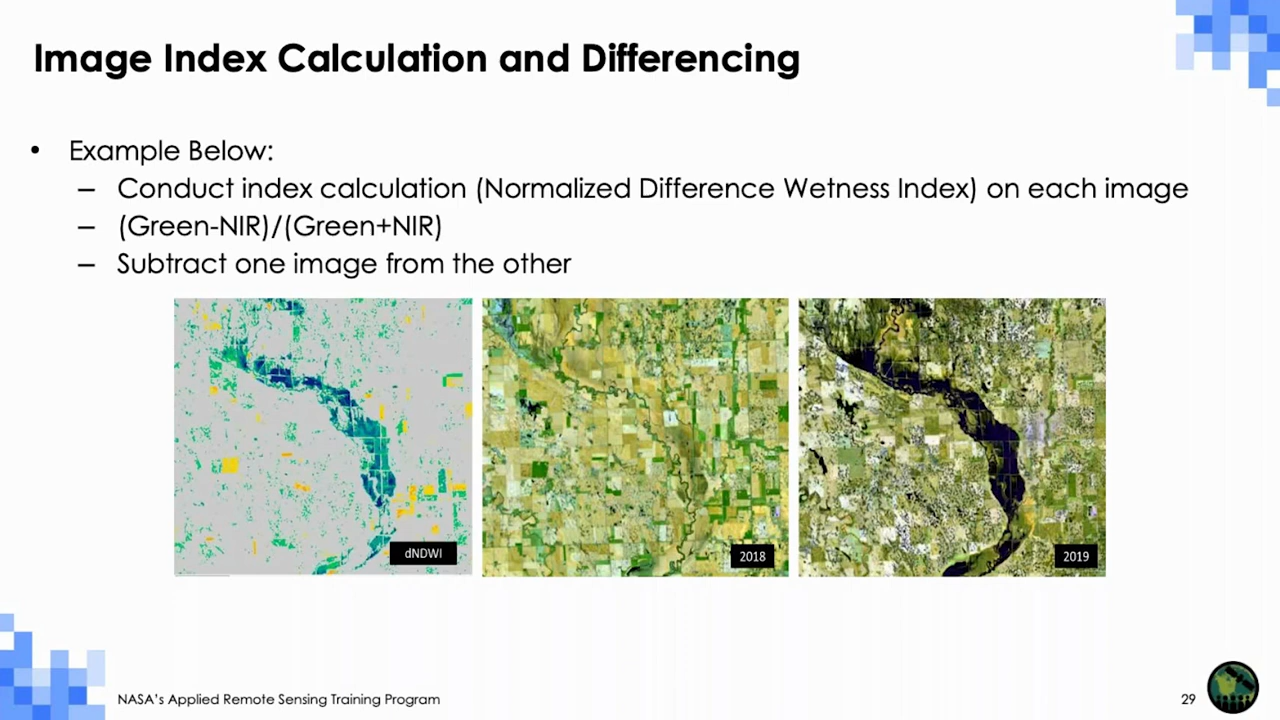 Image Index Calculation and Differencing
• Example Below:
– Conduct index calculation (Normalized Difference Wetness Index) on each image
– (Green-NIR)/(Green+NIR)
– Subtract one image from the other
dNDWI
2018
2019
NASA's Applied Remote Sensing Training Program
29